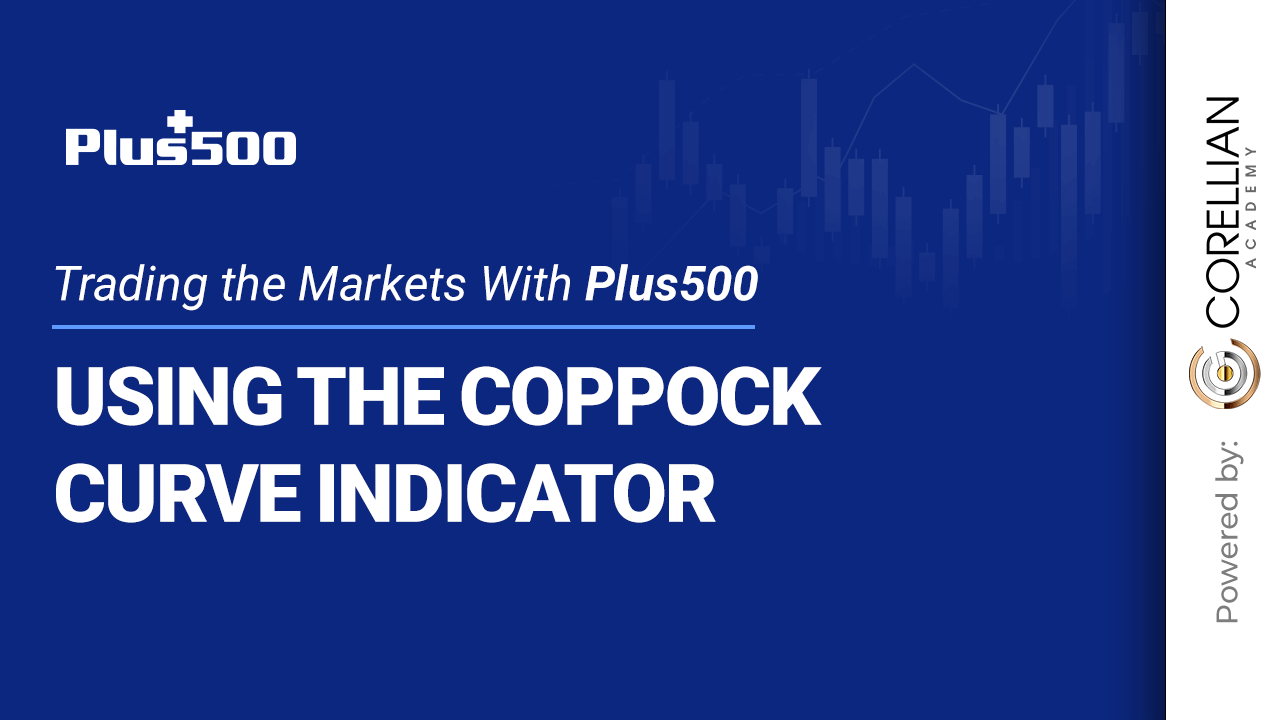 Plus500
Trading the Markets With Plus500
USING THE COPPOCK
CURVE INDICATOR
Powered by:
CORELLIAN
ACADEMY